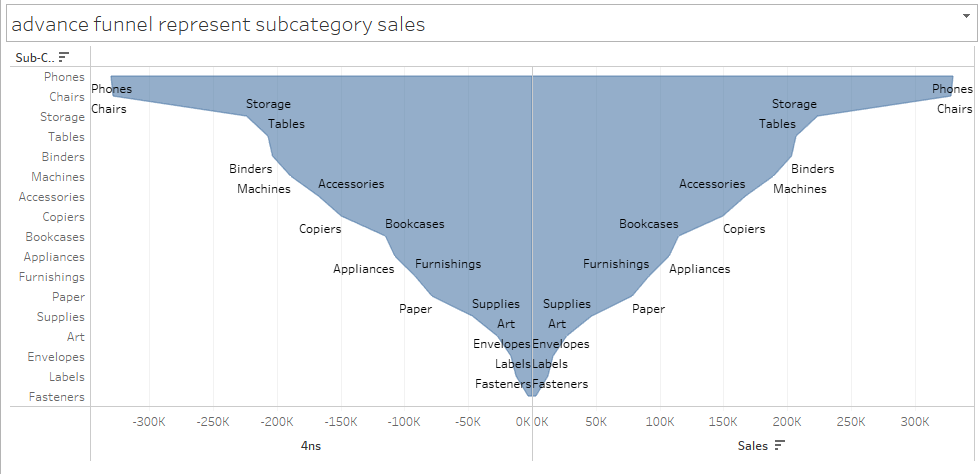 advance funnel represent subcategory sales
Sub-C..
Phones
Chairs
Storage
Tables
Binders
Machines
Accessories
Copiers
Bookcases
Appliances
Furnishings
Paper
Supplies
Art
Envelopes
Labels
Fasteners
Phones
Chairs
Storage
Tables
Binders
Machines
Accessories
Copiers
Bookcases
Appliances
Furnishings
Paper
Supplies
Art
Envelopes
Labels
Fasteners
Phones
Chairs
Storage
Tables
Binders
Machines
Accessories
Copiers
Bookcases
Appliances
Furnishings
Paper
Supplies
Art
Envelopes
Labels
Fasteners
-300K -250K -200K -150K -100K -50K 0K 0K 50K 100K 150K 200K 250K 300K
4ns Sales